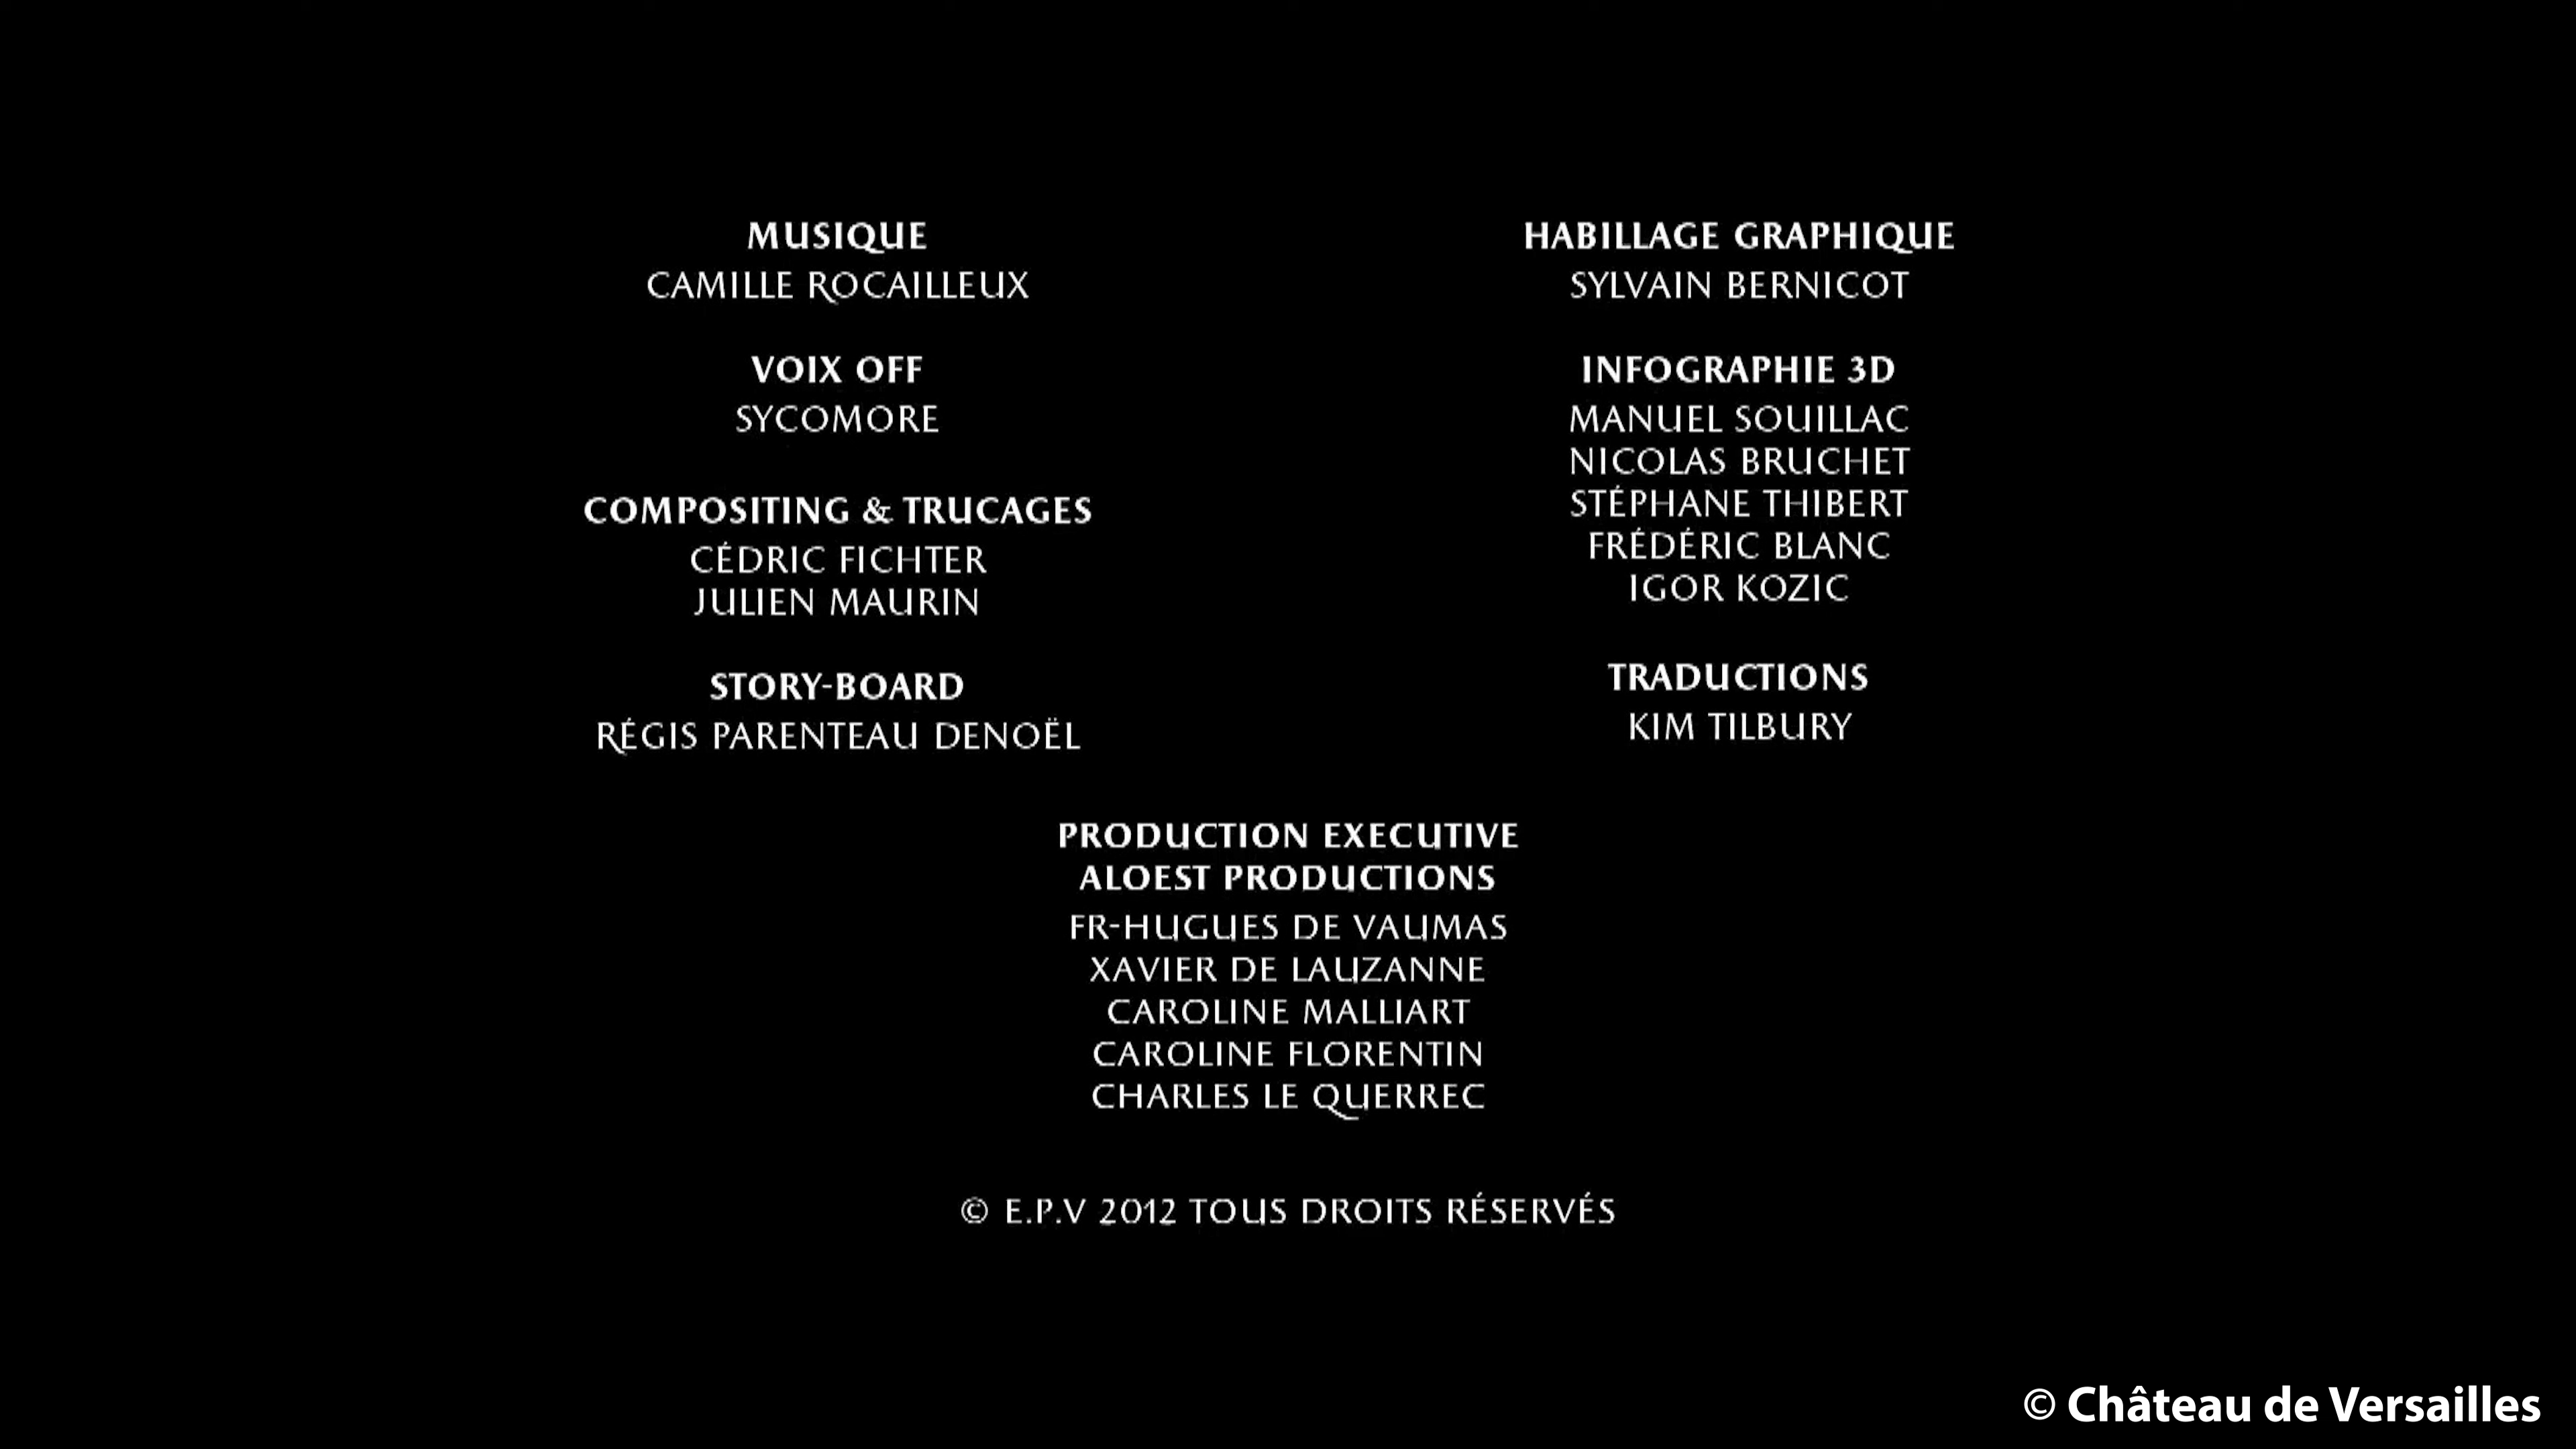 MUSIQUE
CAMILLE ROCAILLEUX
VOIX OFF
SYCOMORE
COMPOSITING & TRUCAGES
CÉDRIC FICHTER
JULIEN MAURIN
STORY-BOARD
RÉGIS PARENTEAU DENOËL
HABILLAGE GRAPHIQUE
SYLVAIN BERNICOT
INFOGRAPHIE 3D
MANUEL SOUILLAC
NICOLAS BRUCHET
STÉPHANE THIBERT
FRÉDÉRIC BLANC
IGOR KOZIC
TRADUCTIONS
KIM TILBURY
PRODUCTION EXECUTIVE
ALOEST PRODUCTIONS
FR-HUGUES DE VAUMAS
XAVIER DE LAUZANNE
CAROLINE MALLIART
CAROLINE FLORENTIN
CHARLES LE QUERREC
© E.P.V 2012 TOUS DROITS RÉSERVÉS
© Château de Versailles